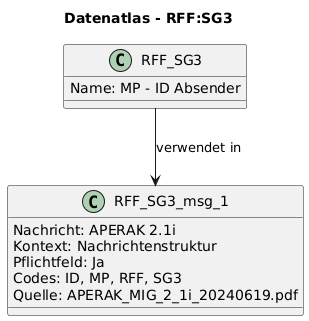 Datenatlas - RFF:SG3
C RFF_SG3
Name: MP - ID Absender
verwendet in
C RFF_SG3_msg_1
Nachricht: APERAK 2.1i
Kontext: Nachrichtenstruktur
Pflichtfeld: Ja
Codes: ID, MP, RFF, SG3
Quelle: APERAK_MIG_2_1i_20240619.pdf